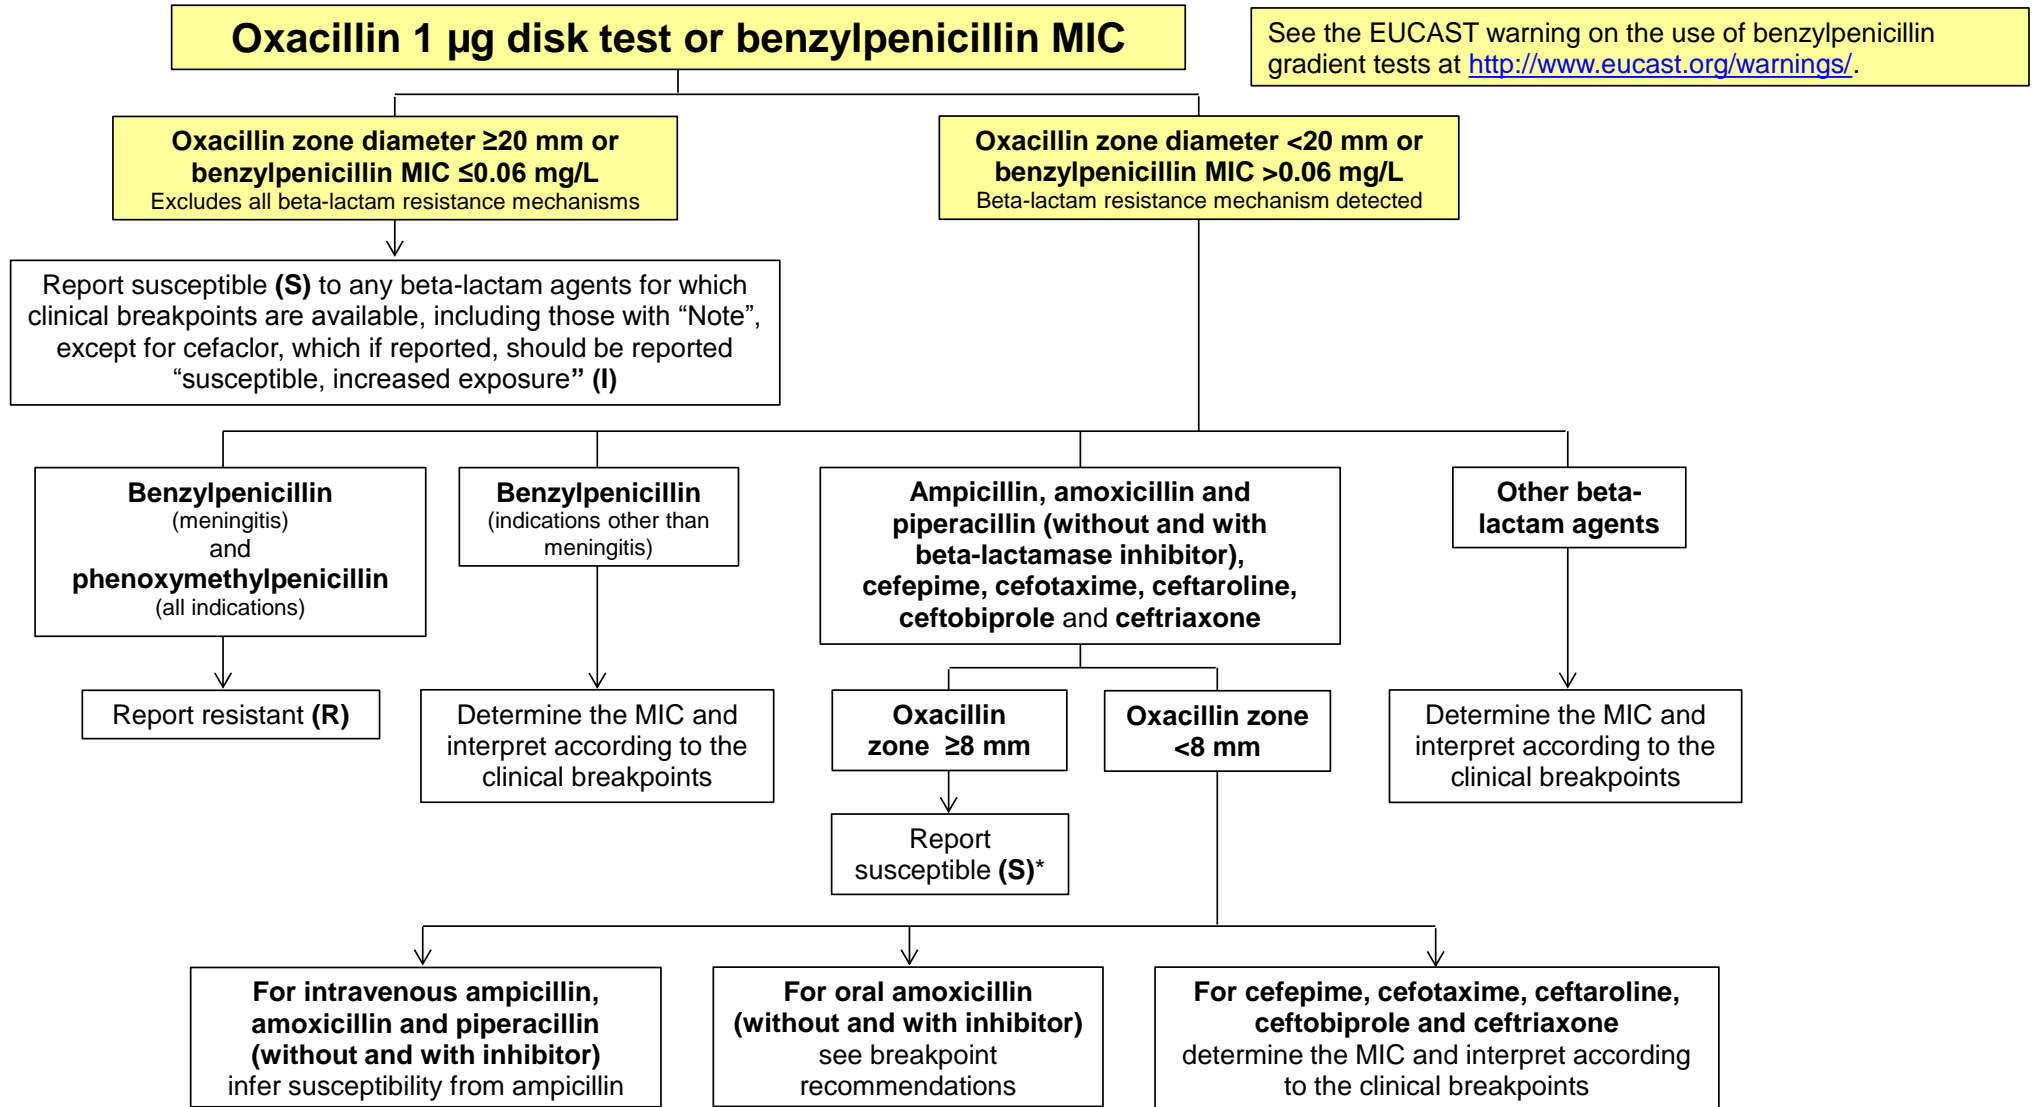 Oxacillin 1 µg disk test or benzylpenicillin MIC
See the EUCAST warning on the use of benzylpenicillin
gradient tests at http://www.eucast.org/warnings/.
Oxacillin zone diameter ≥20 mm or
benzylpenicillin MIC ≤0.06 mg/L
Excludes all beta-lactam resistance mechanisms
Oxacillin zone diameter <20 mm or
benzylpenicillin MIC >0.06 mg/L
Beta-lactam resistance mechanism detected
Report susceptible (S) to any beta-lactam agents for which
clinical breakpoints are available, including those with “Note”,
except for cefaclor, which if reported, should be reported
“susceptible, increased exposure” (I)
Benzylpenicillin
(meningitis)
and
phenoxymethylpenicillin
(all indications)
Benzylpenicillin
(indications other than
meningitis)
Ampicillin, amoxicillin and
piperacillin (without and with
beta-lactamase inhibitor),
cefepime, cefotaxime, ceftaroline,
ceftobiprole and ceftriaxone
Other beta-
lactam agents
Report resistant (R)
Determine the MIC and
interpret according to the
clinical breakpoints
Oxacillin
zone ≥8 mm
Oxacillin zone
<8 mm
Determine the MIC and
interpret according to the
clinical breakpoints
Report
susceptible (S)*
For intravenous ampicillin,
amoxicillin and piperacillin
(without and with inhibitor)
infer susceptibility from ampicillin
For oral amoxicillin
(without and with inhibitor)
see breakpoint
recommendations
For cefepime, cefotaxime, ceftaroline,
ceftobiprole and ceftriaxone
determine the MIC and interpret according
to the clinical breakpoints